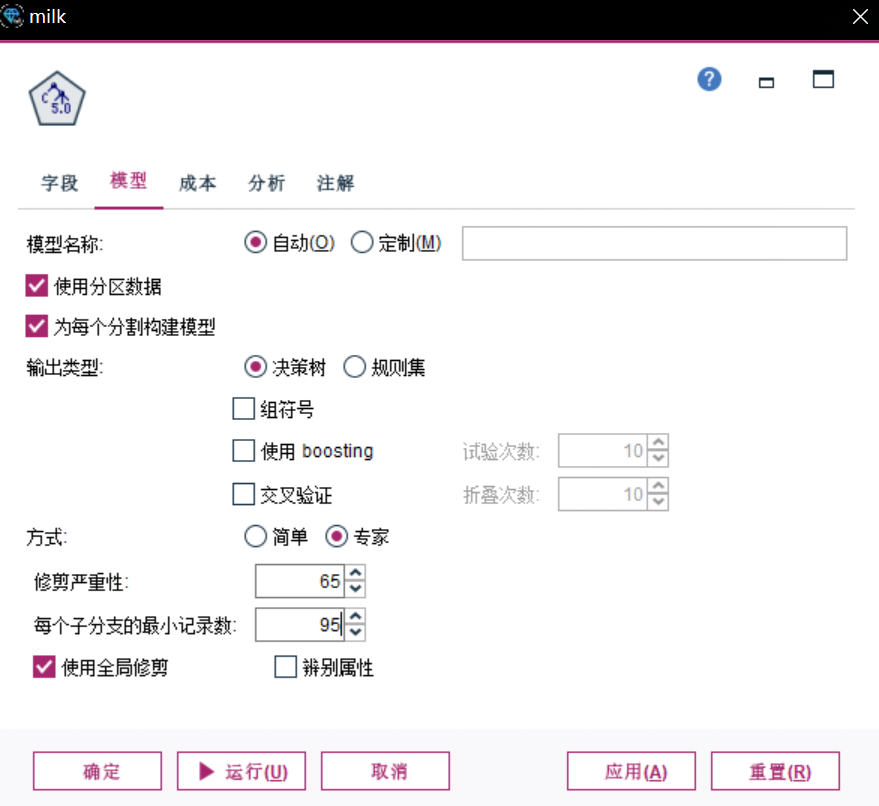 milk
C 5.0
?
字段 模型 成本 分析 注解
模型名称: 自动(O) 定制(M)
使用分区数据
为每个分割构建模型
输出类型: 决策树 规则集
组符号
使用 boosting 试验次数: 10
交叉验证 折叠次数: 10
方式: 简单 专家
修剪严重性: 65
每个子分支的最小记录数: 95
使用全局修剪 辨别属性
确定 运行(U) 取消 应用(A) 重置(R)